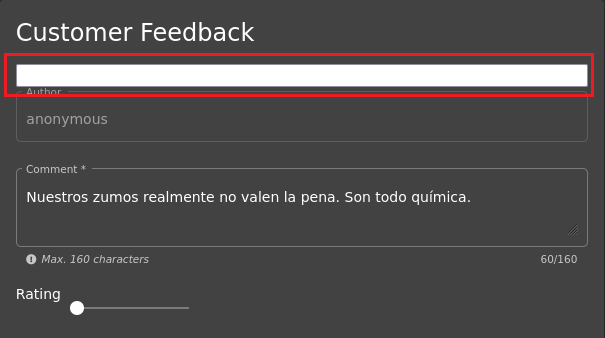 Customer Feedback
Author
anonymous
Comment *
Nuestros zumos realmente no valen la pena. Son todo química.
Max. 160 characters
60/160
Rating